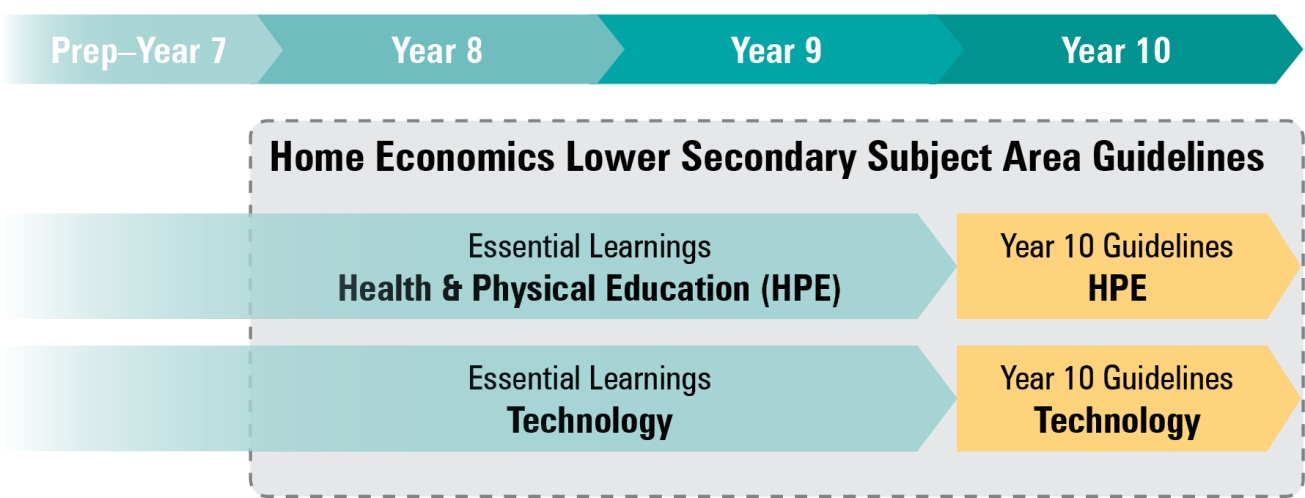 Prep–Year 7
Year 8
Year 9
Year 10
Home Economics Lower Secondary Subject Area Guidelines
Essential Learnings
Health & Physical Education (HPE)
Year 10 Guidelines
HPE
Essential Learnings
Technology
Year 10 Guidelines
Technology